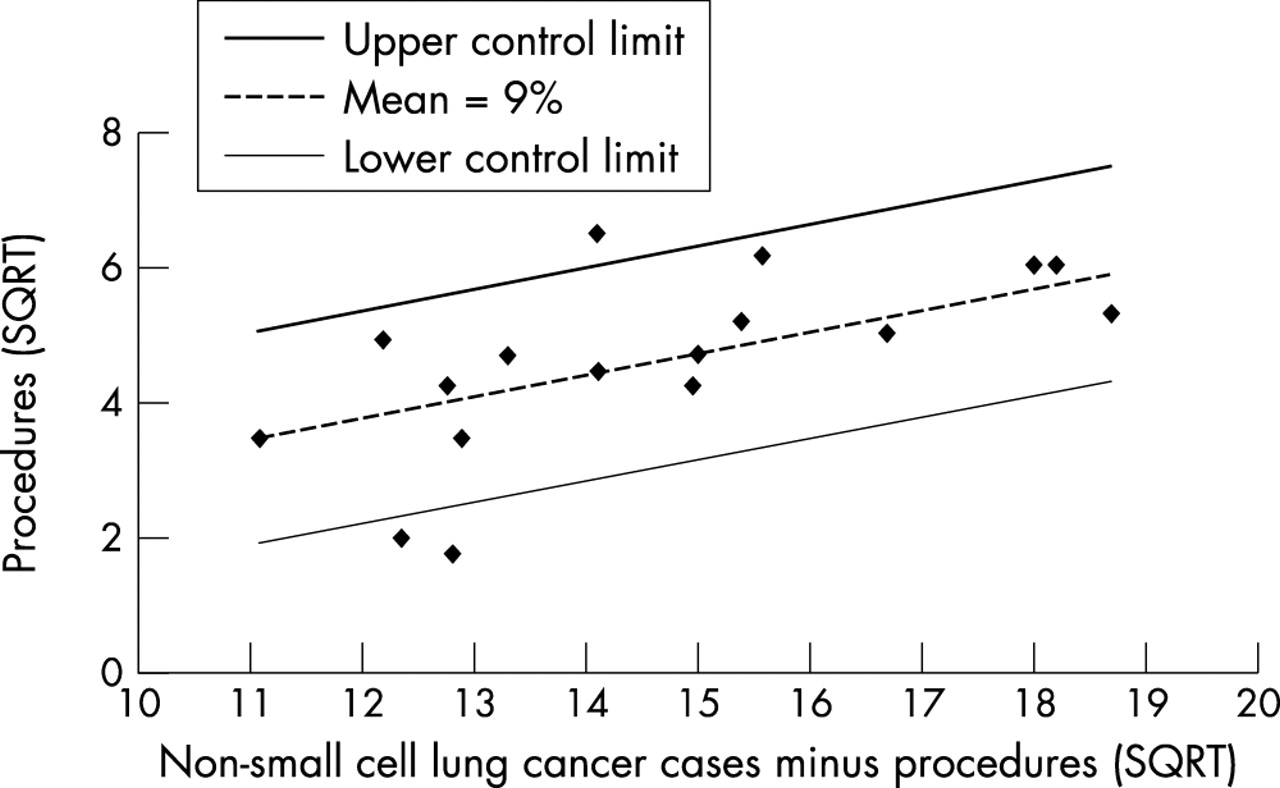 Upper control limit
Mean = 9%
Lower control limit
Procedures (SQRT)
8
6
4
2
0
10 11 12 13 14 15 16 17 18 19 20
Non-small cell lung cancer cases minus procedures (SQRT)